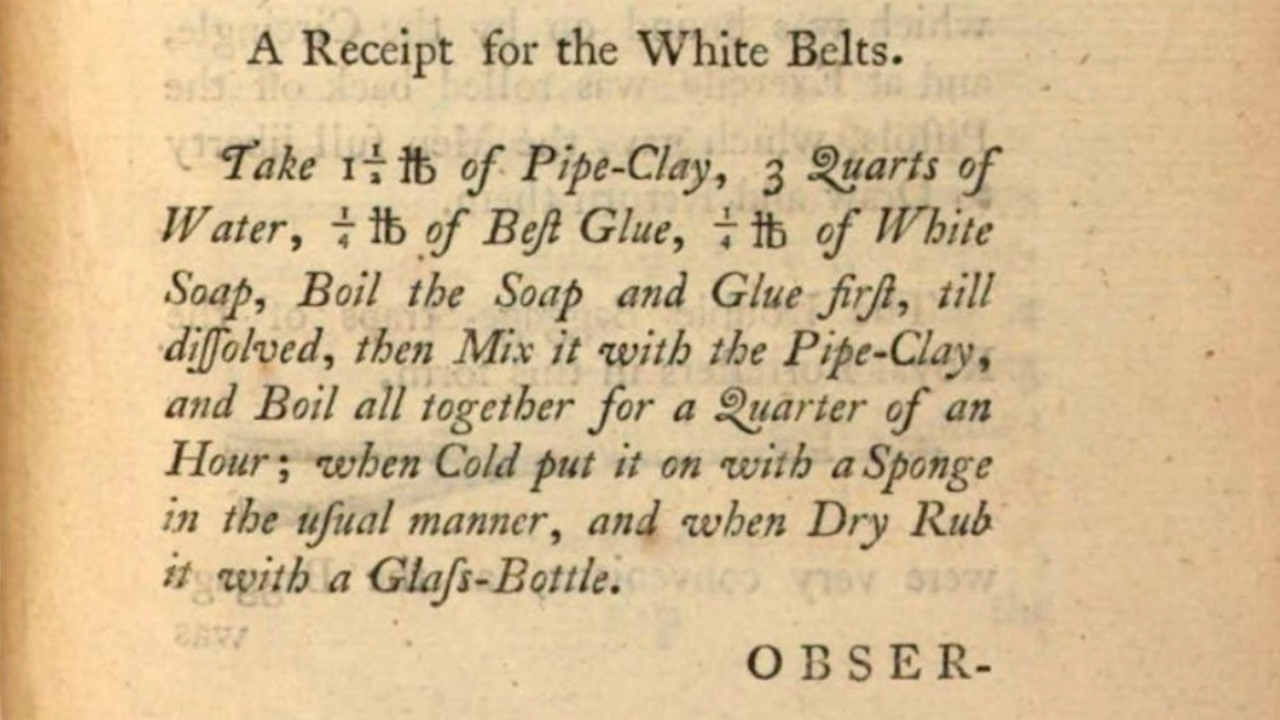 A Receipt for the White Belts.
Take 1½ ℔ of Pipe-Clay, 3 Quarts of
Water, ¼ ℔ of Beſt Glue, ¼ ℔ of White
Soap, Boil the Soap and Glue firſt, till
diſſolved, then Mix it with the Pipe-Clay,
and Boil all together for a Quarter of an
Hour; when Cold put it on with a Sponge
in the uſual manner, and when Dry Rub
it with a Glaſs-Bottle.
OBSER-